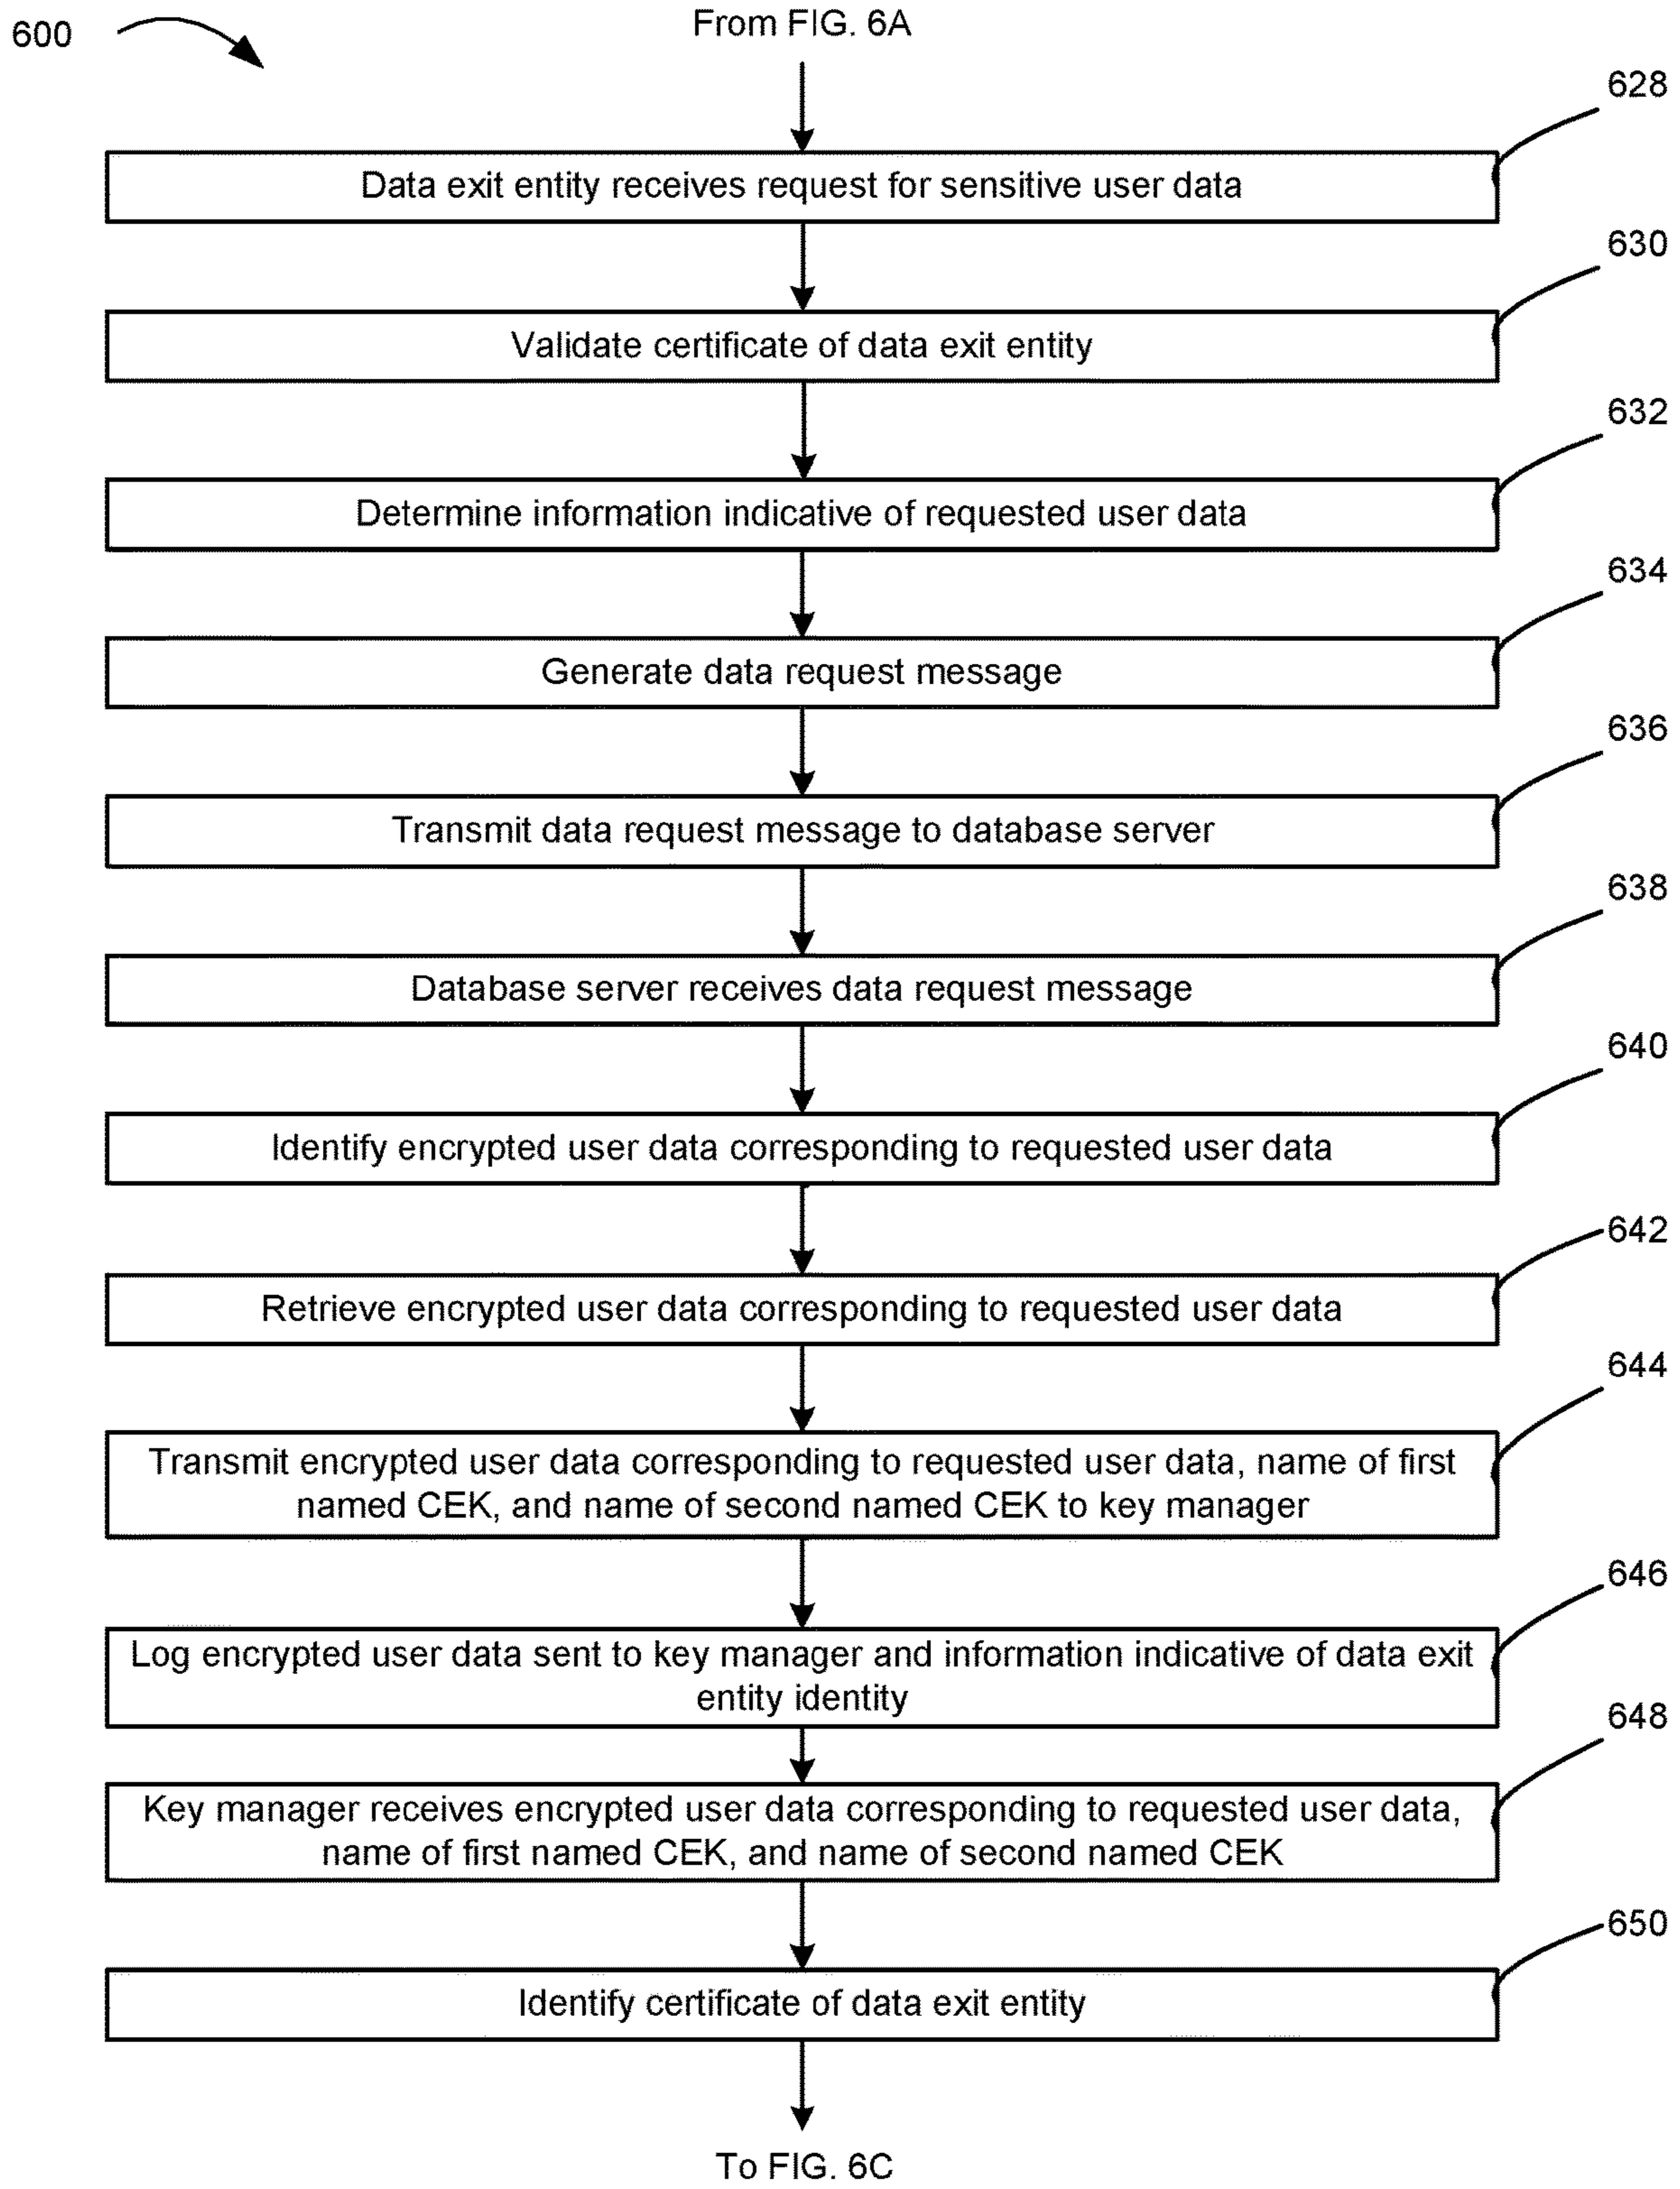 600
From FIG. 6A
628
Data exit entity receives request for sensitive user data
630
Validate certificate of data exit entity
632
Determine information indicative of requested user data
634
Generate data request message
636
Transmit data request message to database server
638
Database server receives data request message
640
Identify encrypted user data corresponding to requested user data
642
Retrieve encrypted user data corresponding to requested user data
644
Transmit encrypted user data corresponding to requested user data, name of first
named CEK, and name of second named CEK to key manager
646
Log encrypted user data sent to key manager and information indicative of data exit
entity identity
648
Key manager receives encrypted user data corresponding to requested user data,
name of first named CEK, and name of second named CEK
650
Identify certificate of data exit entity
To FIG. 6C